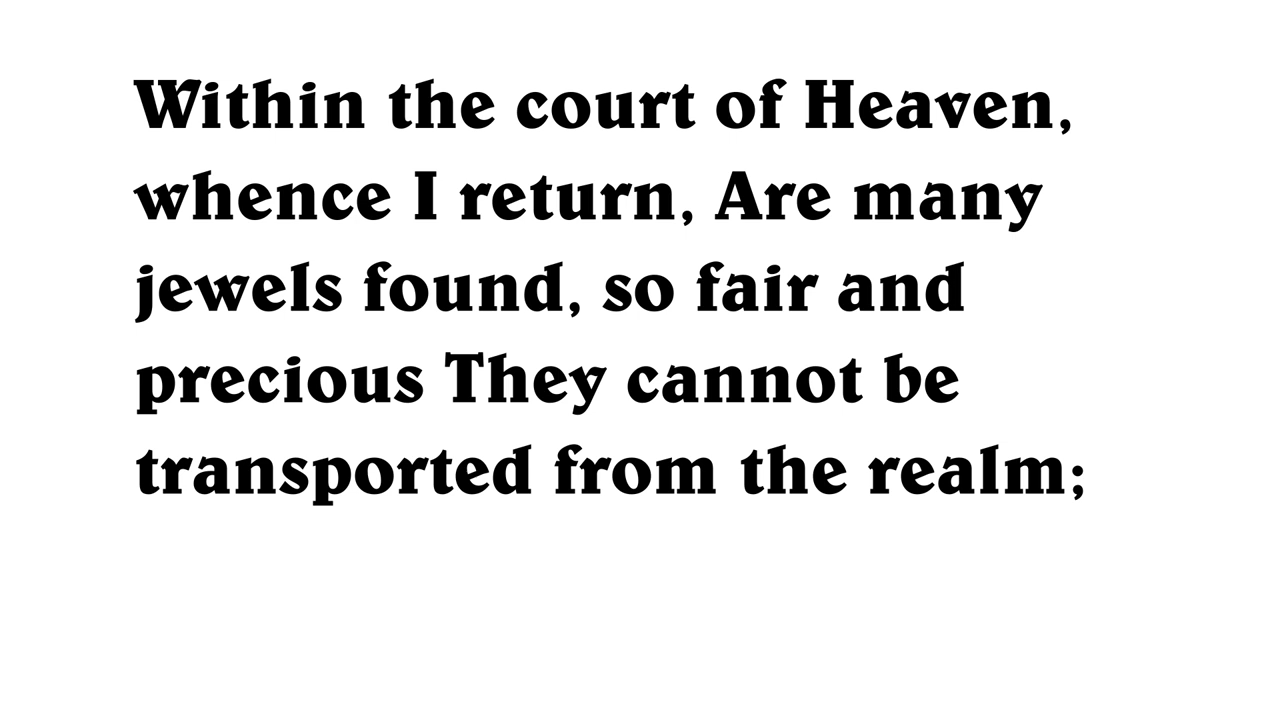 Within the court of Heaven,
whence I return, Are many
jewels found, so fair and
precious They cannot be
transported from the realm;